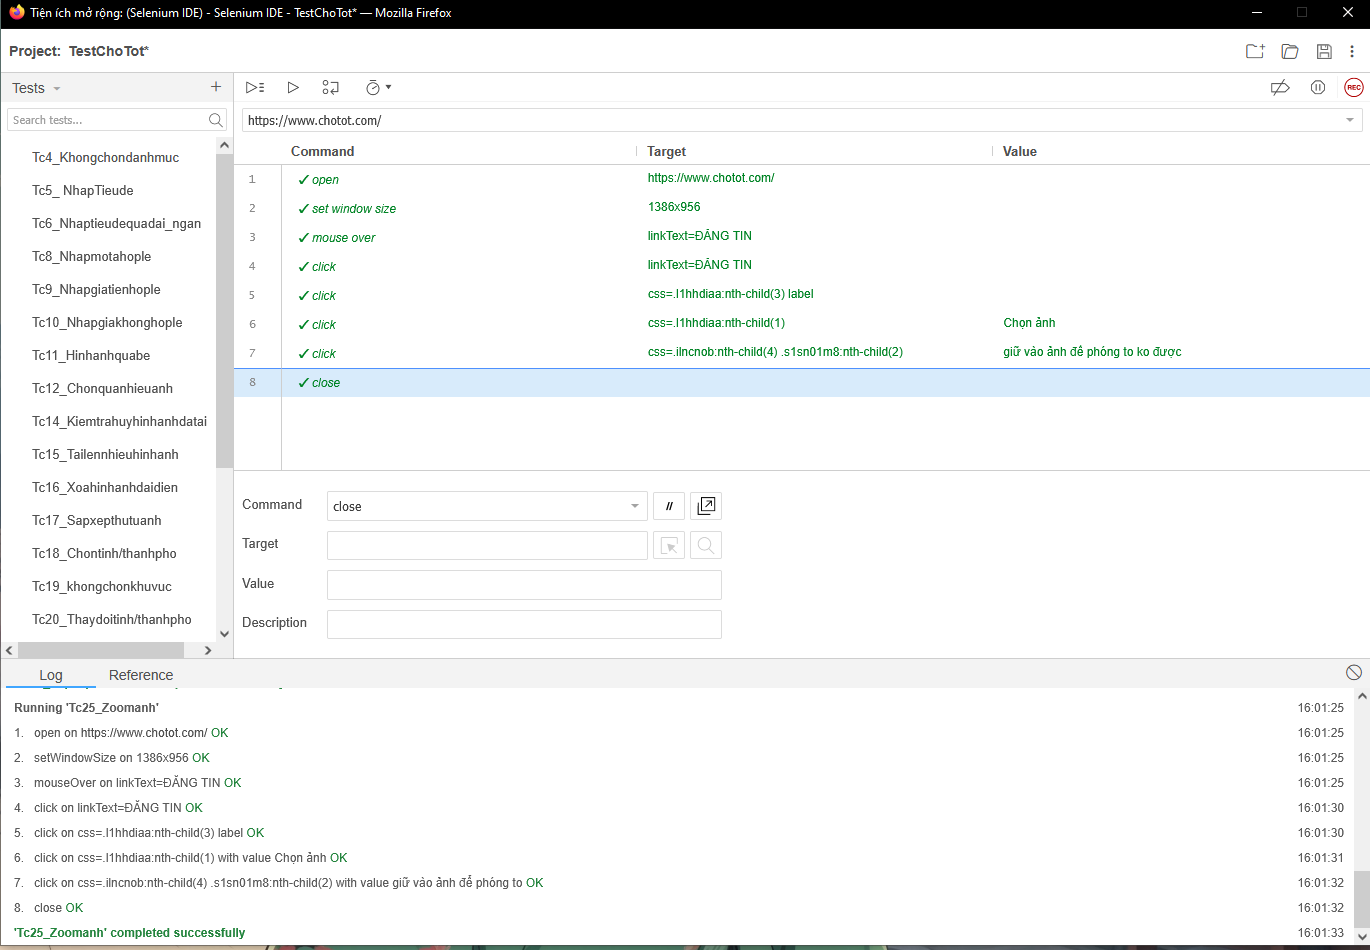 Tiện ích mở rộng: (Selenium IDE) - Selenium IDE - TestChoTot* — Mozilla Firefox
Project: TestChoTot*
Tests
Search tests...
Tc4_Khongchondanhmuc
Tc5_ NhapTieude
Tc6_Nhaptieudequadai_ngan
Tc8_Nhapmotahople
Tc9_Nhapgiatienhople
Tc10_Nhapgiakhonghople
Tc11_Hinhanhquabe
Tc12_Chonquanhieuanh
Tc14_Kiemtrahuyhinhanhdatai
Tc15_Tailennhieuhinhanh
Tc16_Xoahinhanhdaidien
Tc17_Sapxepthutuanh
Tc18_Chontinh/thanhpho
Tc19_khongchonkhuvuc
Tc20_Thaydoitinh/thanhpho
REC
https://www.chotot.com/
Command Target Value
1 ✓ open https://www.chotot.com/
2 ✓ set window size 1386x956
3 ✓ mouse over linkText=ĐĂNG TIN
4 ✓ click linkText=ĐĂNG TIN
5 ✓ click css=.l1hhdiaa:nth-child(3) label
6 ✓ click css=.l1hhdiaa:nth-child(1) Chọn ảnh
7 ✓ click css=.ilncnob:nth-child(4) .s1sn01m8:nth-child(2) giữ vào ảnh để phóng to ko được
8 ✓ close
Command close //
Target
Value
Description
Log Reference
Running 'Tc25_Zoomanh' 16:01:25
1. open on https://www.chotot.com/ OK 16:01:25
2. setWindowSize on 1386x956 OK 16:01:25
3. mouseOver on linkText=ĐĂNG TIN OK 16:01:25
4. click on linkText=ĐĂNG TIN OK 16:01:30
5. click on css=.l1hhdiaa:nth-child(3) label OK 16:01:30
6. click on css=.l1hhdiaa:nth-child(1) with value Chọn ảnh OK 16:01:31
7. click on css=.ilncnob:nth-child(4) .s1sn01m8:nth-child(2) with value giữ vào ảnh để phóng to OK 16:01:32
8. close OK 16:01:32
'Tc25_Zoomanh' completed successfully 16:01:33